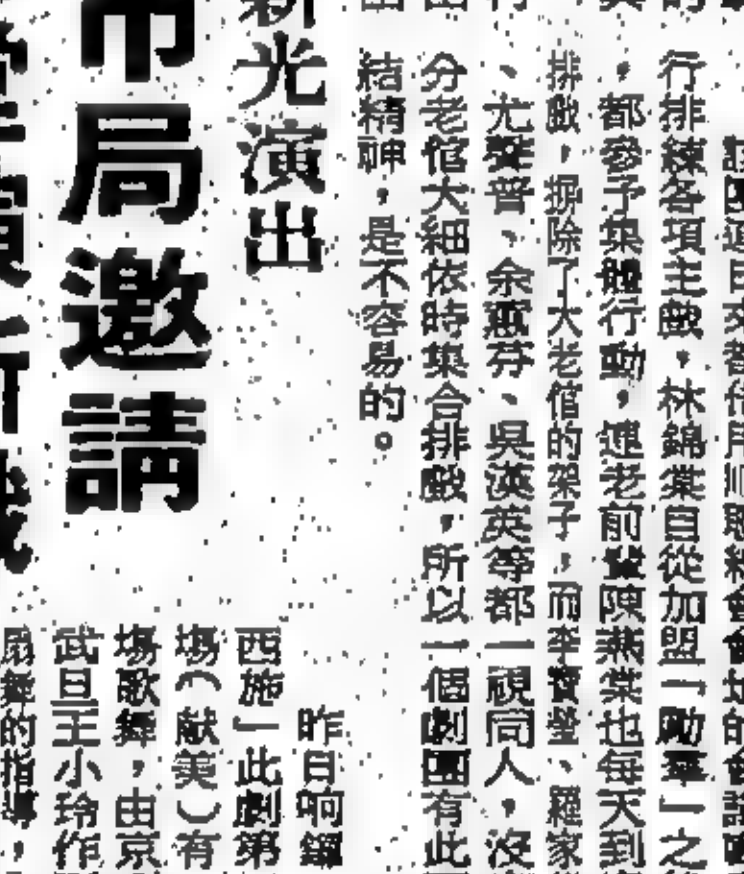 行排練各項主戲，林錦棠自從加盟「勵羣」之
，都參予集體行動，連老前輩陳燕棠也每天到
排戲，摒除了大老倌的架子，而李寶瑩、羅家
、尤聲普、余蕙芬、吳漢英等都一視同人，沒
分老倌大細依時集合排戲，所以一個劇團有此
結精神，是不容易的。
新光演出
市局邀請
昨日响鑼
西施」此劇第
塲（献美）有
塲歌舞，由京
武旦王小玲作
扇舞的指導，